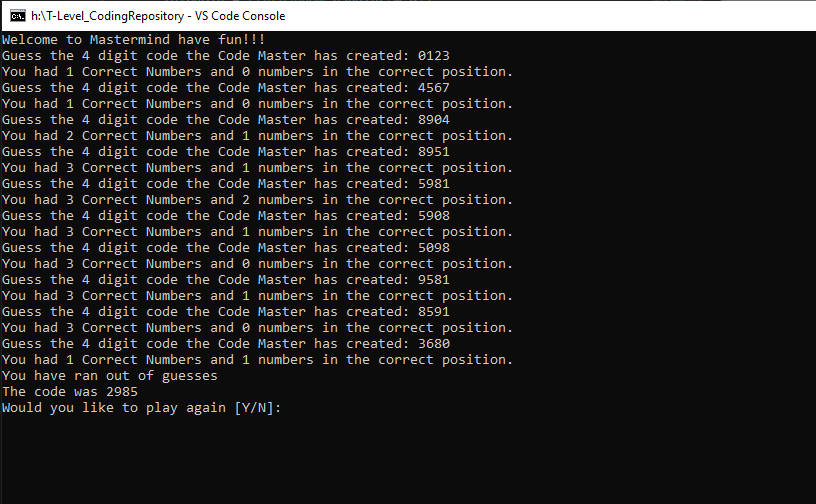 h:\T-Level_CodingRepository - VS Code Console
Welcome to Mastermind have fun!!!
Guess the 4 digit code the Code Master has created: 0123
You had 1 Correct Numbers and 0 numbers in the correct position.
Guess the 4 digit code the Code Master has created: 4567
You had 1 Correct Numbers and 0 numbers in the correct position.
Guess the 4 digit code the Code Master has created: 8904
You had 2 Correct Numbers and 1 numbers in the correct position.
Guess the 4 digit code the Code Master has created: 8951
You had 3 Correct Numbers and 1 numbers in the correct position.
Guess the 4 digit code the Code Master has created: 5981
You had 3 Correct Numbers and 2 numbers in the correct position.
Guess the 4 digit code the Code Master has created: 5908
You had 3 Correct Numbers and 1 numbers in the correct position.
Guess the 4 digit code the Code Master has created: 5098
You had 3 Correct Numbers and 0 numbers in the correct position.
Guess the 4 digit code the Code Master has created: 9581
You had 3 Correct Numbers and 1 numbers in the correct position.
Guess the 4 digit code the Code Master has created: 8591
You had 3 Correct Numbers and 0 numbers in the correct position.
Guess the 4 digit code the Code Master has created: 3680
You had 1 Correct Numbers and 1 numbers in the correct position.
You have ran out of guesses
The code was 2985
Would you like to play again [Y/N]: